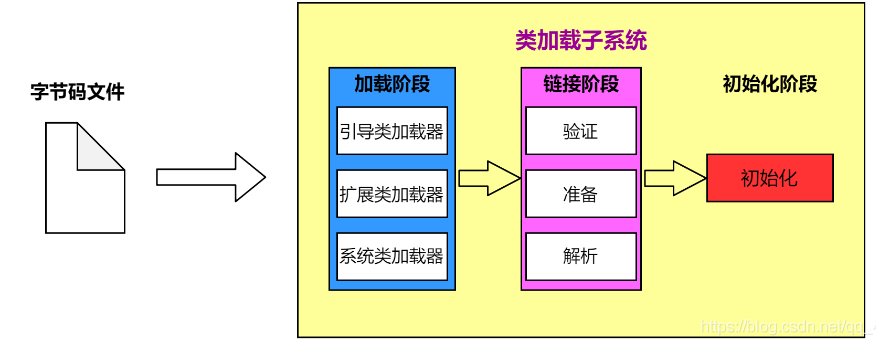 类加载子系统
字节码文件
加载阶段
引导类加载器
扩展类加载器
系统类加载器
链接阶段
验证
准备
解析
初始化阶段
初始化
https://blog.csdn.net/qq_4